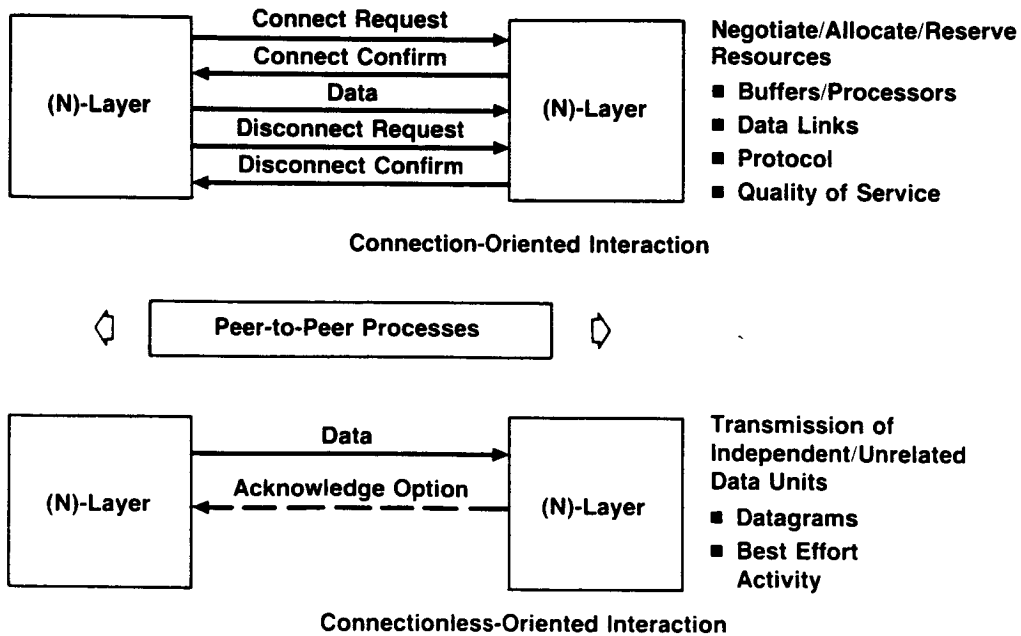 Connect Request
Connect Confirm
Data
Disconnect Request
Disconnect Confirm
(N)-Layer
(N)-Layer
Negotiate/Allocate/Reserve
Resources
■ Buffers/Processors
■ Data Links
■ Protocol
■ Quality of Service
Connection-Oriented Interaction
Peer-to-Peer Processes
Data
Acknowledge Option
(N)-Layer
(N)-Layer
Transmission of
Independent/Unrelated
Data Units
■ Datagrams
■ Best Effort
Activity
Connectionless-Oriented Interaction